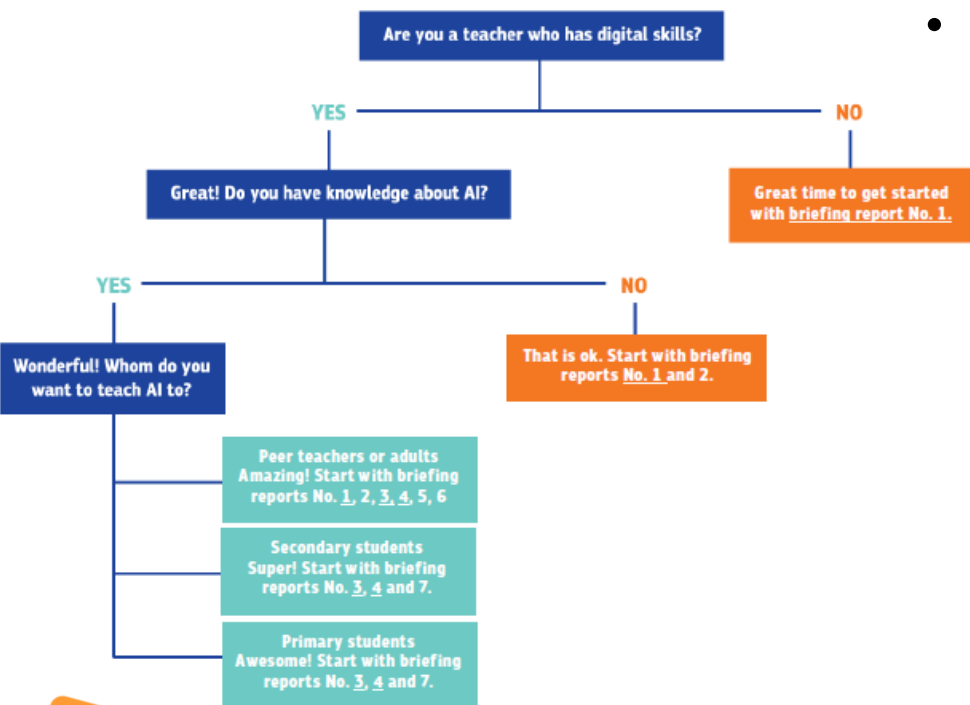 Are you a teacher who has digital skills?
YES
NO
Great! Do you have knowledge about AI?
Great time to get started
with briefing report No. 1.
YES
NO
Wonderful! Whom do you
want to teach AI to?
That is ok. Start with briefing
reports No. 1 and 2.
Peer teachers or adults
Amazing! Start with briefing
reports No. 1, 2, 3, 4, 5, 6
Secondary students
Super! Start with briefing
reports No. 3, 4 and 7.
Primary students
Awesome! Start with briefing
reports No. 3, 4 and 7.